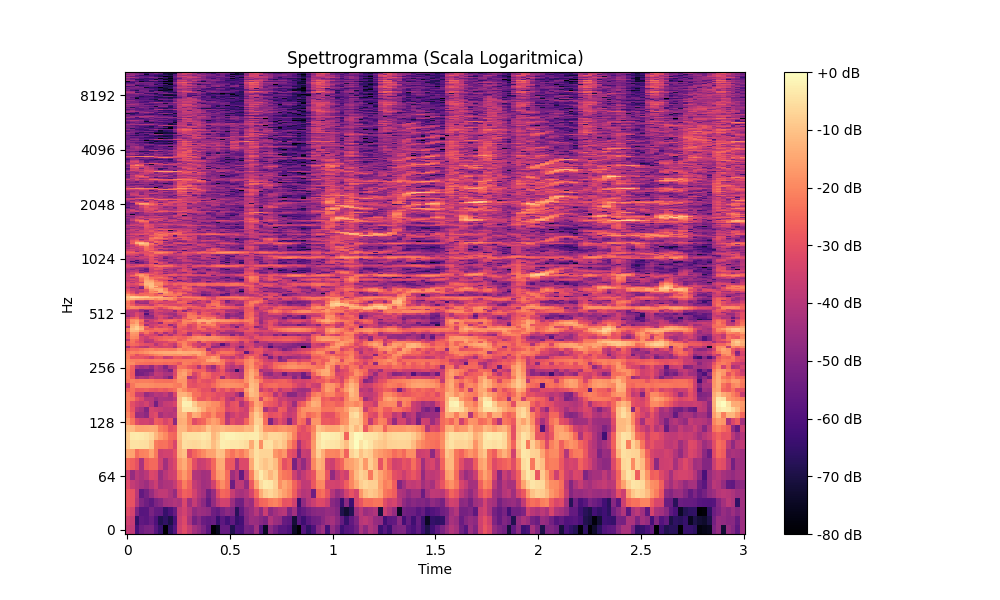 Spettrogramma (Scala Logaritmica)
Hz
8192
4096
2048
1024
512
256
128
64
0
0
0.5
1
1.5
2
2.5
3
Time
+0 dB
-10 dB
-20 dB
-30 dB
-40 dB
-50 dB
-60 dB
-70 dB
-80 dB